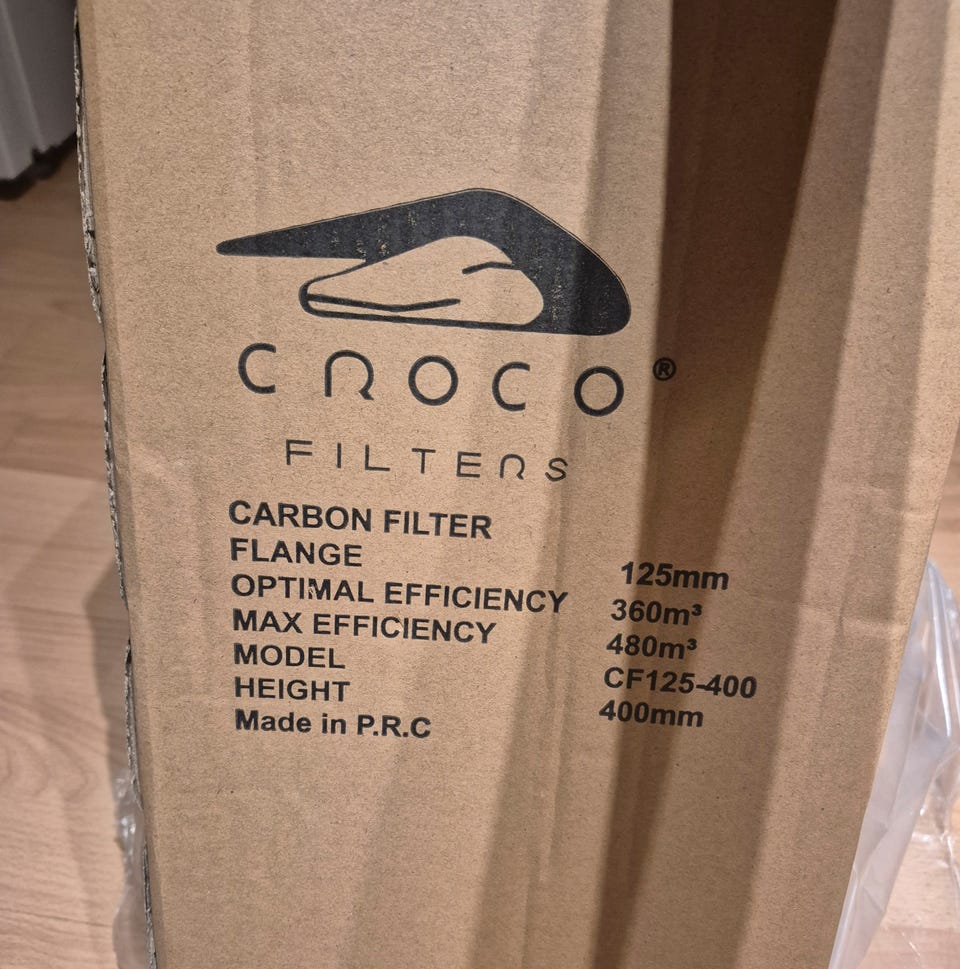 CROCO®
FILTERS
CARBON FILTER
FLANGE 125mm
OPTIMAL EFFICIENCY 360m³
MAX EFFICIENCY 480m³
MODEL CF125-400
HEIGHT 400mm
Made in P.R.C